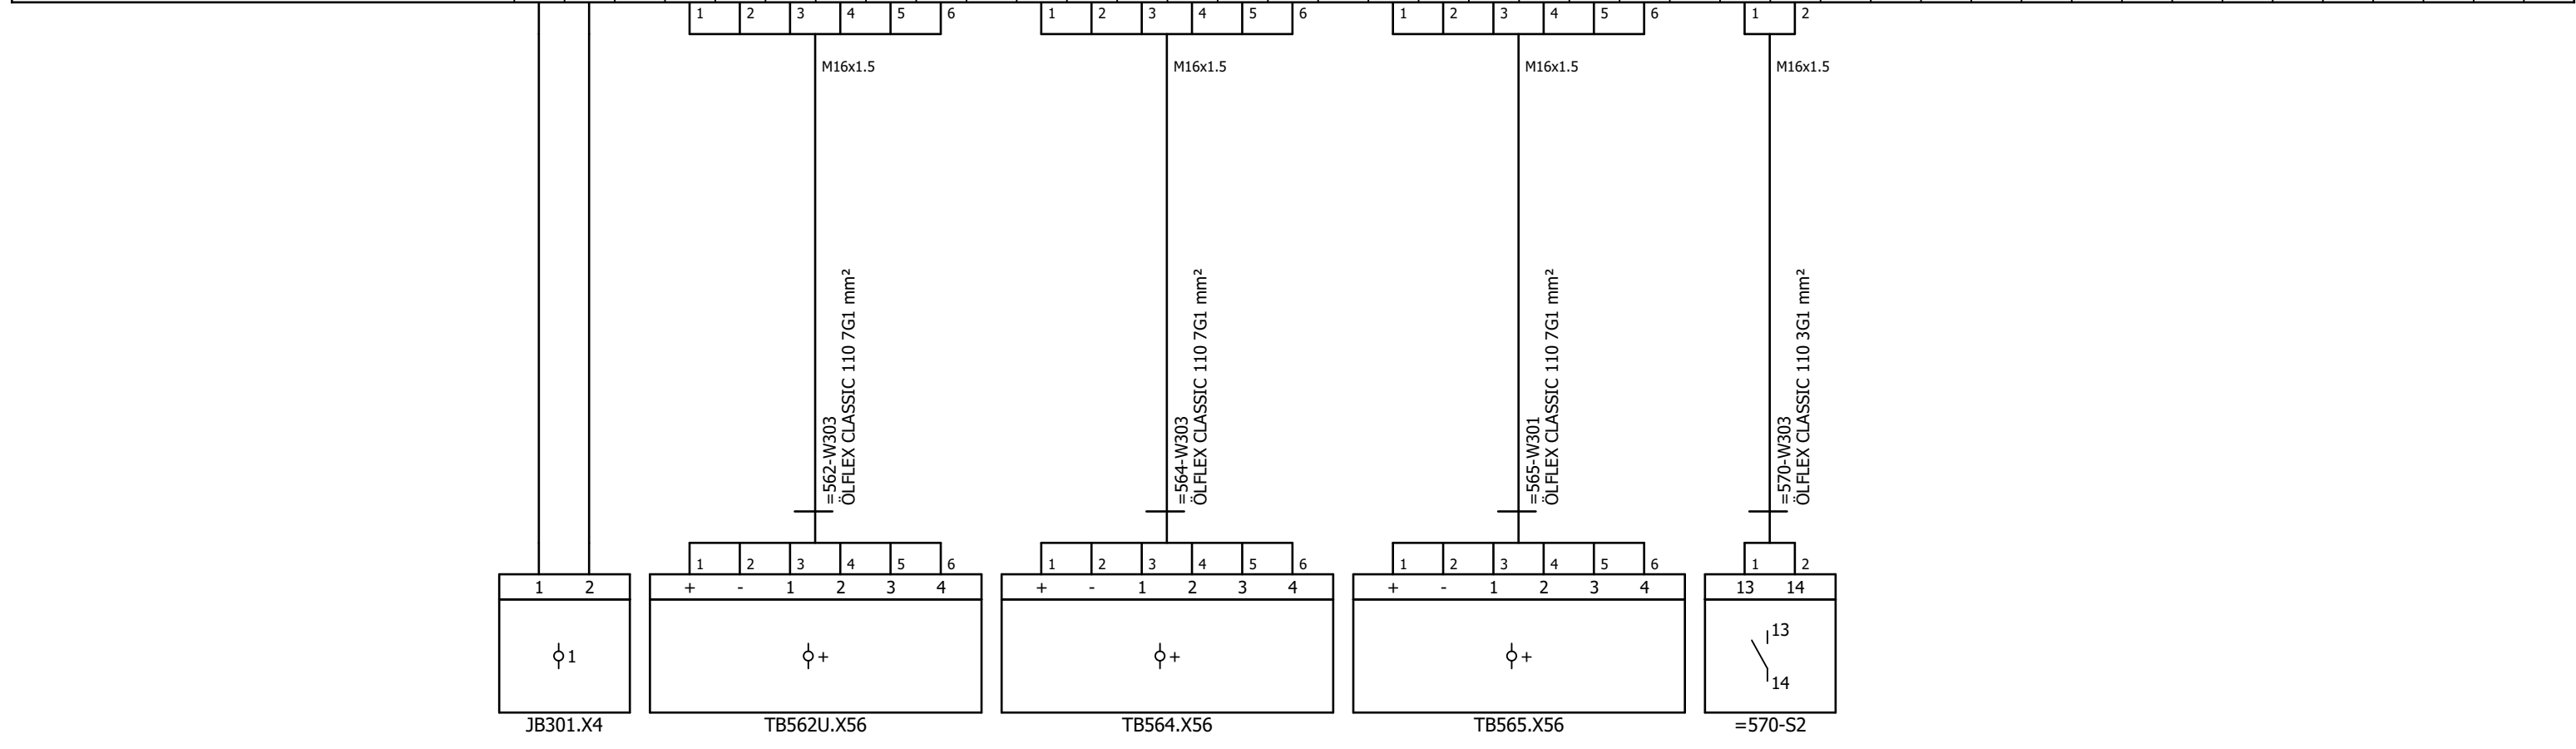 1 2 3 4 5 6 1 2 3 4 5 6 1 2 3 4 5 6 1 2
M16x1.5 M16x1.5 M16x1.5 M16x1.5
=562-W303
ÖLFLEX CLASSIC 110 7G1 mm²
=564-W303
ÖLFLEX CLASSIC 110 7G1 mm²
=565-W301
ÖLFLEX CLASSIC 110 7G1 mm²
=570-W303
ÖLFLEX CLASSIC 110 3G1 mm²
1 2 3 4 5 6 1 2 3 4 5 6 1 2 3 4 5 6 1 2
1 2 + - 1 2 3 4 + - 1 2 3 4 + - 1 2 3 4 13 14
13
1 + + +
14
JB301.X4 TB562U.X56 TB564.X56 TB565.X56 =570-S2